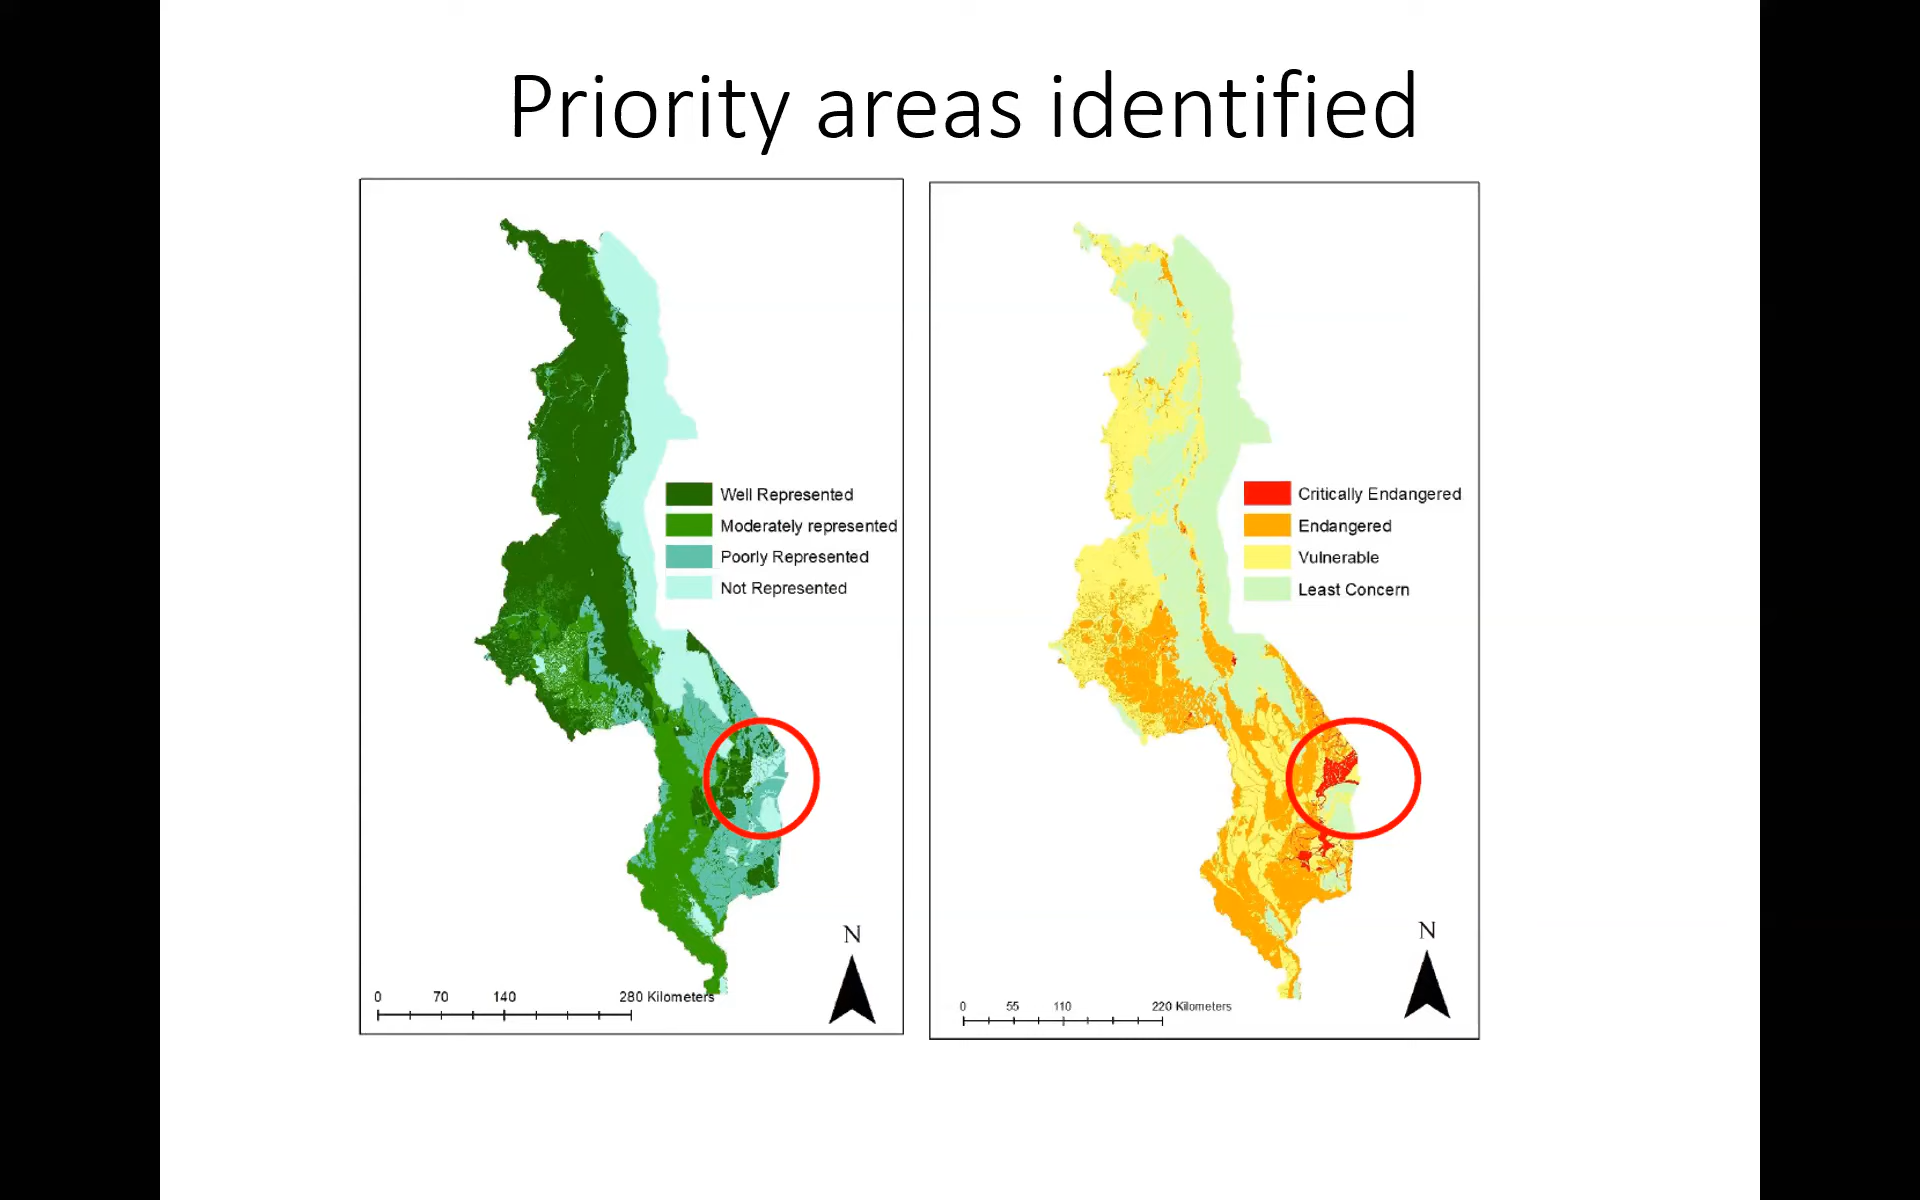 Priority areas identified
Well Represented
Moderately represented
Poorly Represented
Not Represented
N
0 70 140 280 Kilometers
Critically Endangered
Endangered
Vulnerable
Least Concern
N
0 55 110 220 Kilometers